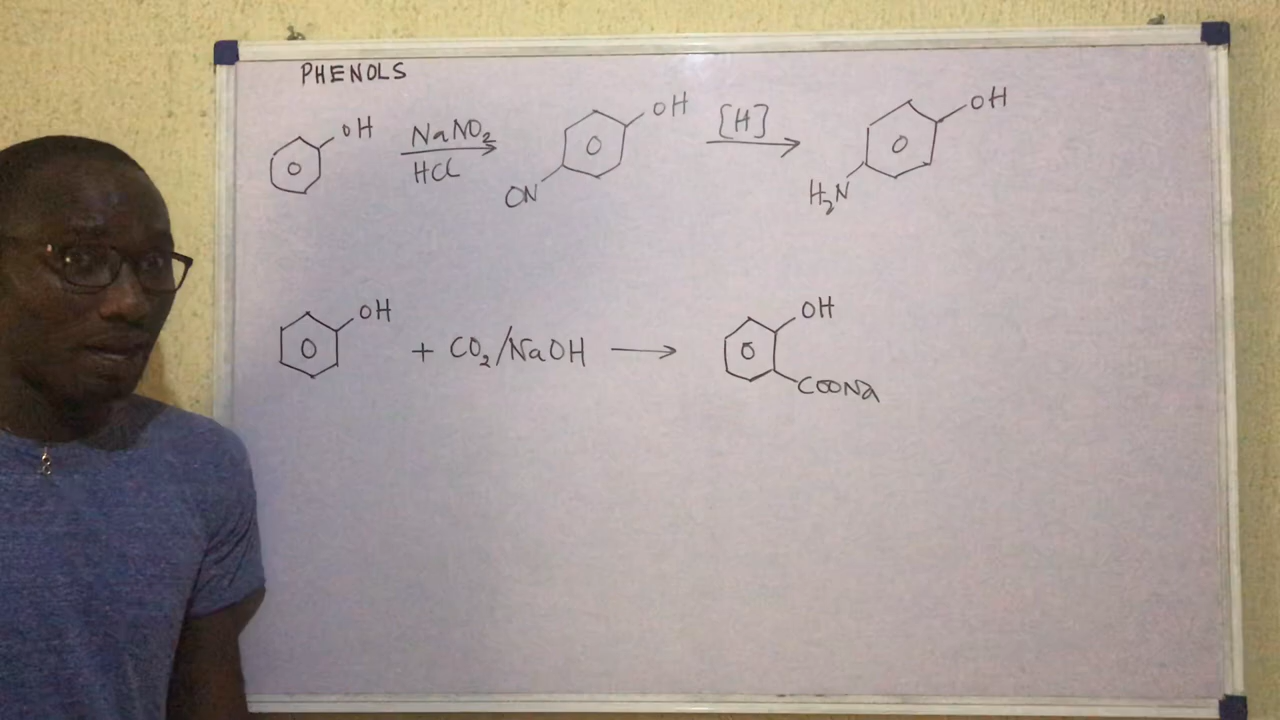 PHENOLS
OH NaNO2 OH [H] OH
HCl
ON H2N
OH + CO2/NaOH OH
COONa